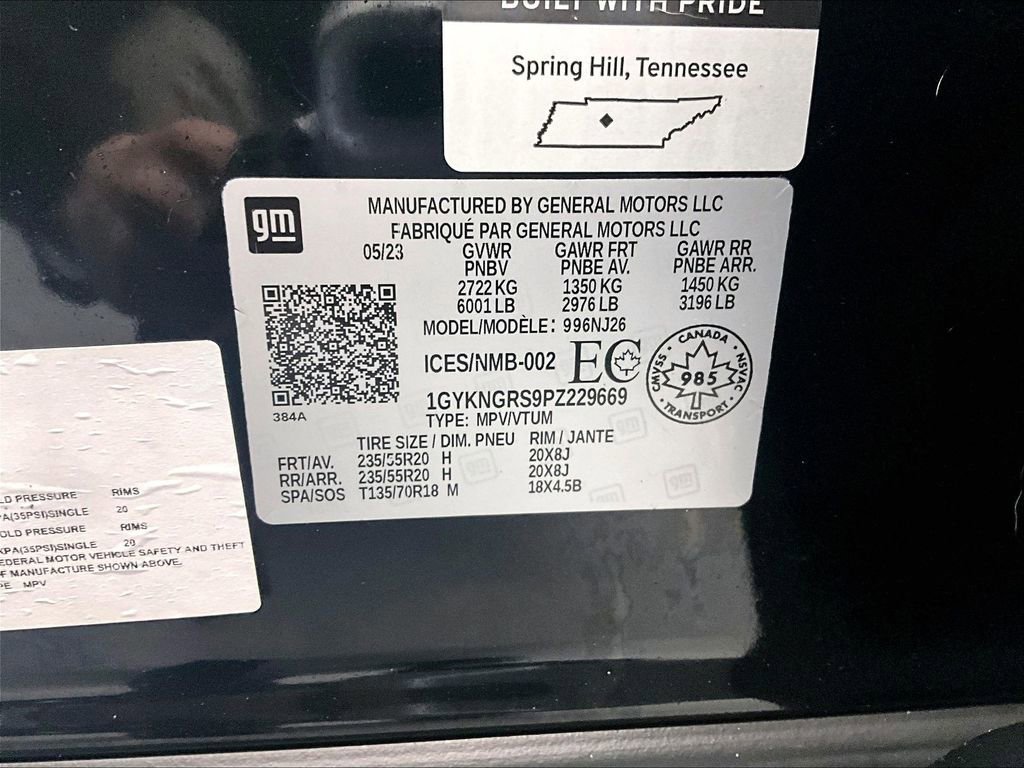 BUILT WITH PRIDE
Spring Hill, Tennessee
gm
MANUFACTURED BY GENERAL MOTORS LLC
FABRIQUÉ PAR GENERAL MOTORS LLC
05/23 GVWR GAWR FRT GAWR RR
PNBV PNBE AV. PNBE ARR.
2722 KG 1350 KG 1450 KG
6001 LB 2976 LB 3196 LB
MODEL/MODÈLE: 996NJ26
ICES/NMB-002 EC
CANADA
CMVSS 985 NSVAC
TRANSPORT
384A
1GYKNGRS9PZ229669
TYPE: MPV/VTUM
TIRE SIZE / DIM. PNEU RIM / JANTE
FRT/AV. 235/55R20 H 20X8J
RR/ARR. 235/55R20 H 20X8J
SPA/SOS T135/70R18 M 18X4.5B
PRESSURE RIMS
(35PSI)SINGLE 20
PRESSURE RIMS
KPA(35PSI)SINGLE 20
MOTOR VEHICLE SAFETY AND THEFT
MANUFACTURE SHOWN ABOVE.
MPV